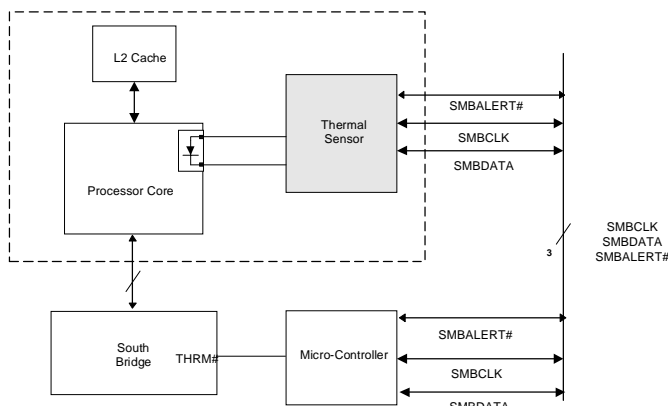 L2 Cache
Thermal
Sensor
SMBALERT#
SMBCLK
SMBDATA
Processor Core
3
SMBCLK
SMBDATA
SMBALERT#
South
Bridge
THRM#
Micro-Controller
SMBALERT#
SMBCLK
SMBDATA